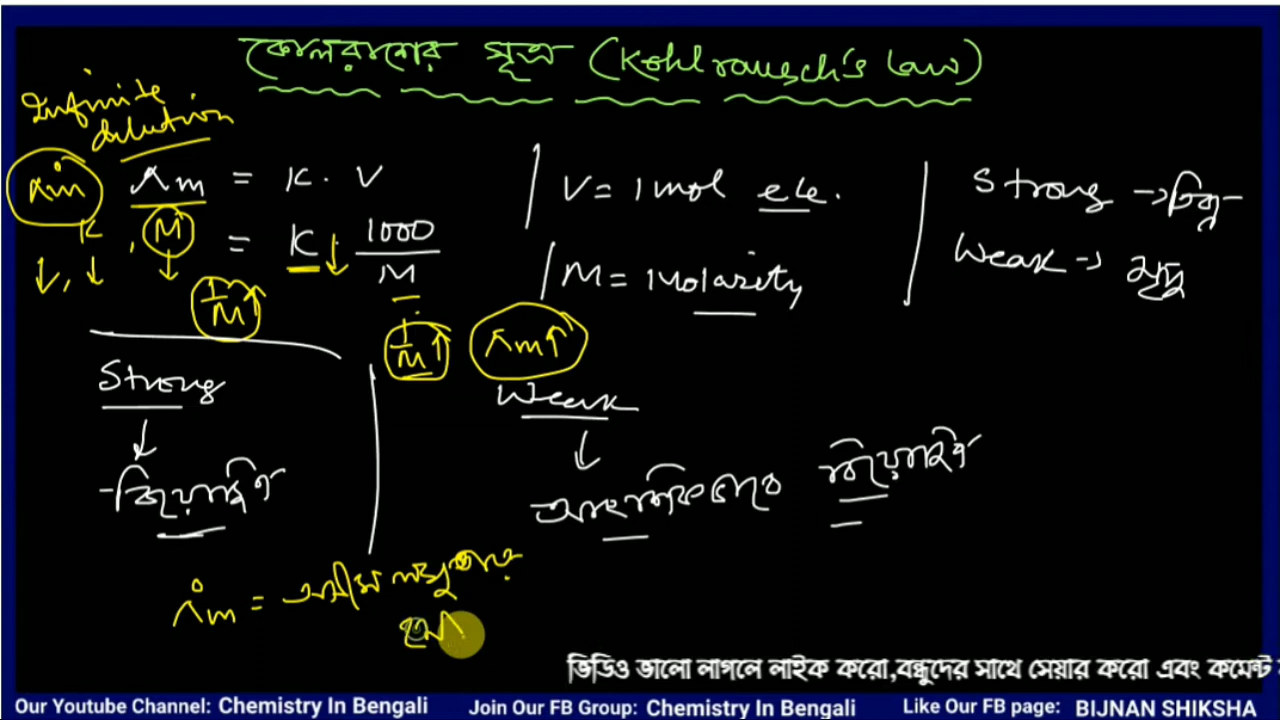 কোলরাশের সূত্র (Kohlrausch's Law)
Infinite dilution
Λ°m
Λm = K · V
V = 1 mol ele.
Strong → তীব্র
K, M = K↓ 1000/M
M = Molarity
Weak → মৃদু
↓, ↓ ↓
1/M ↑
1/M ↑
Λm ↑
Strong
Weak
↓
↓
বিয়োজিত
আংশিকভাবে বিয়োজিত
Λ°m = অসীম লঘুতায়
ভিডিও ভালো লাগলে লাইক করো,বন্ধুদের সাথে সেয়ার করো এবং কমেন্ট
Our Youtube Channel: Chemistry In Bengali Join Our FB Group: Chemistry In Bengali Like Our FB page: BIJNAN SHIKSHA